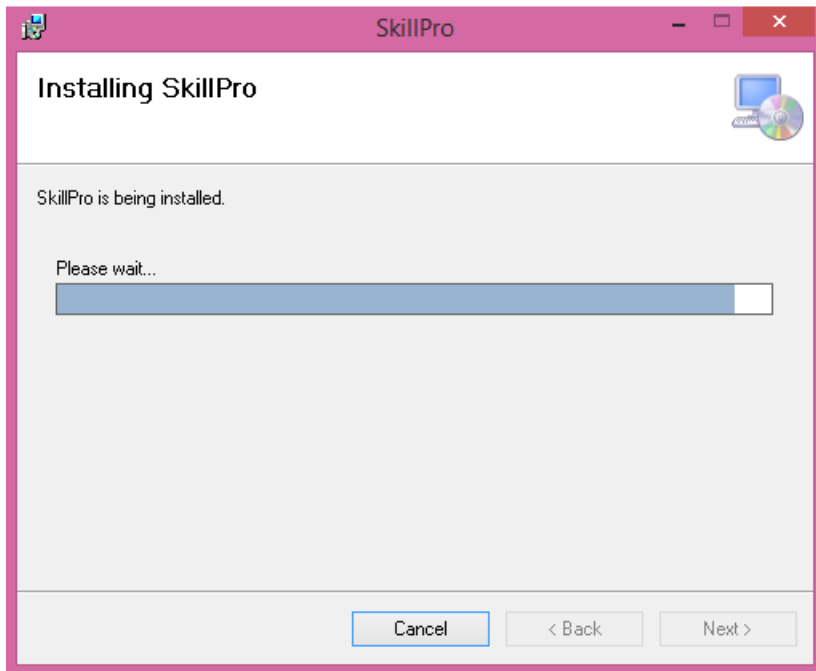 SkillPro
Installing SkillPro
SkillPro is being installed.
Please wait...
Cancel
< Back
Next >